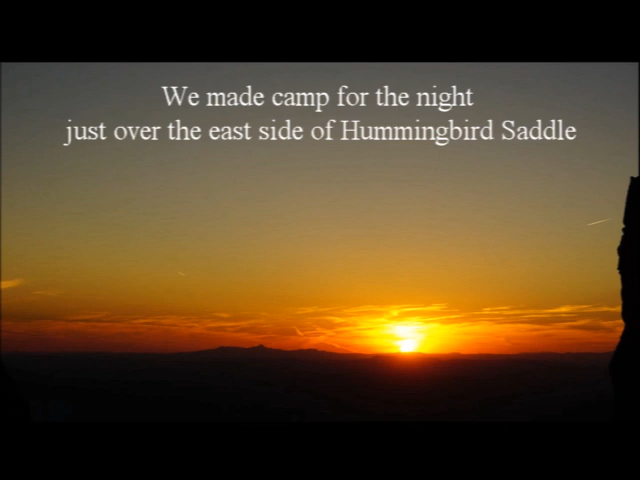 We made camp for the night
just over the east side of Hummingbird Saddle